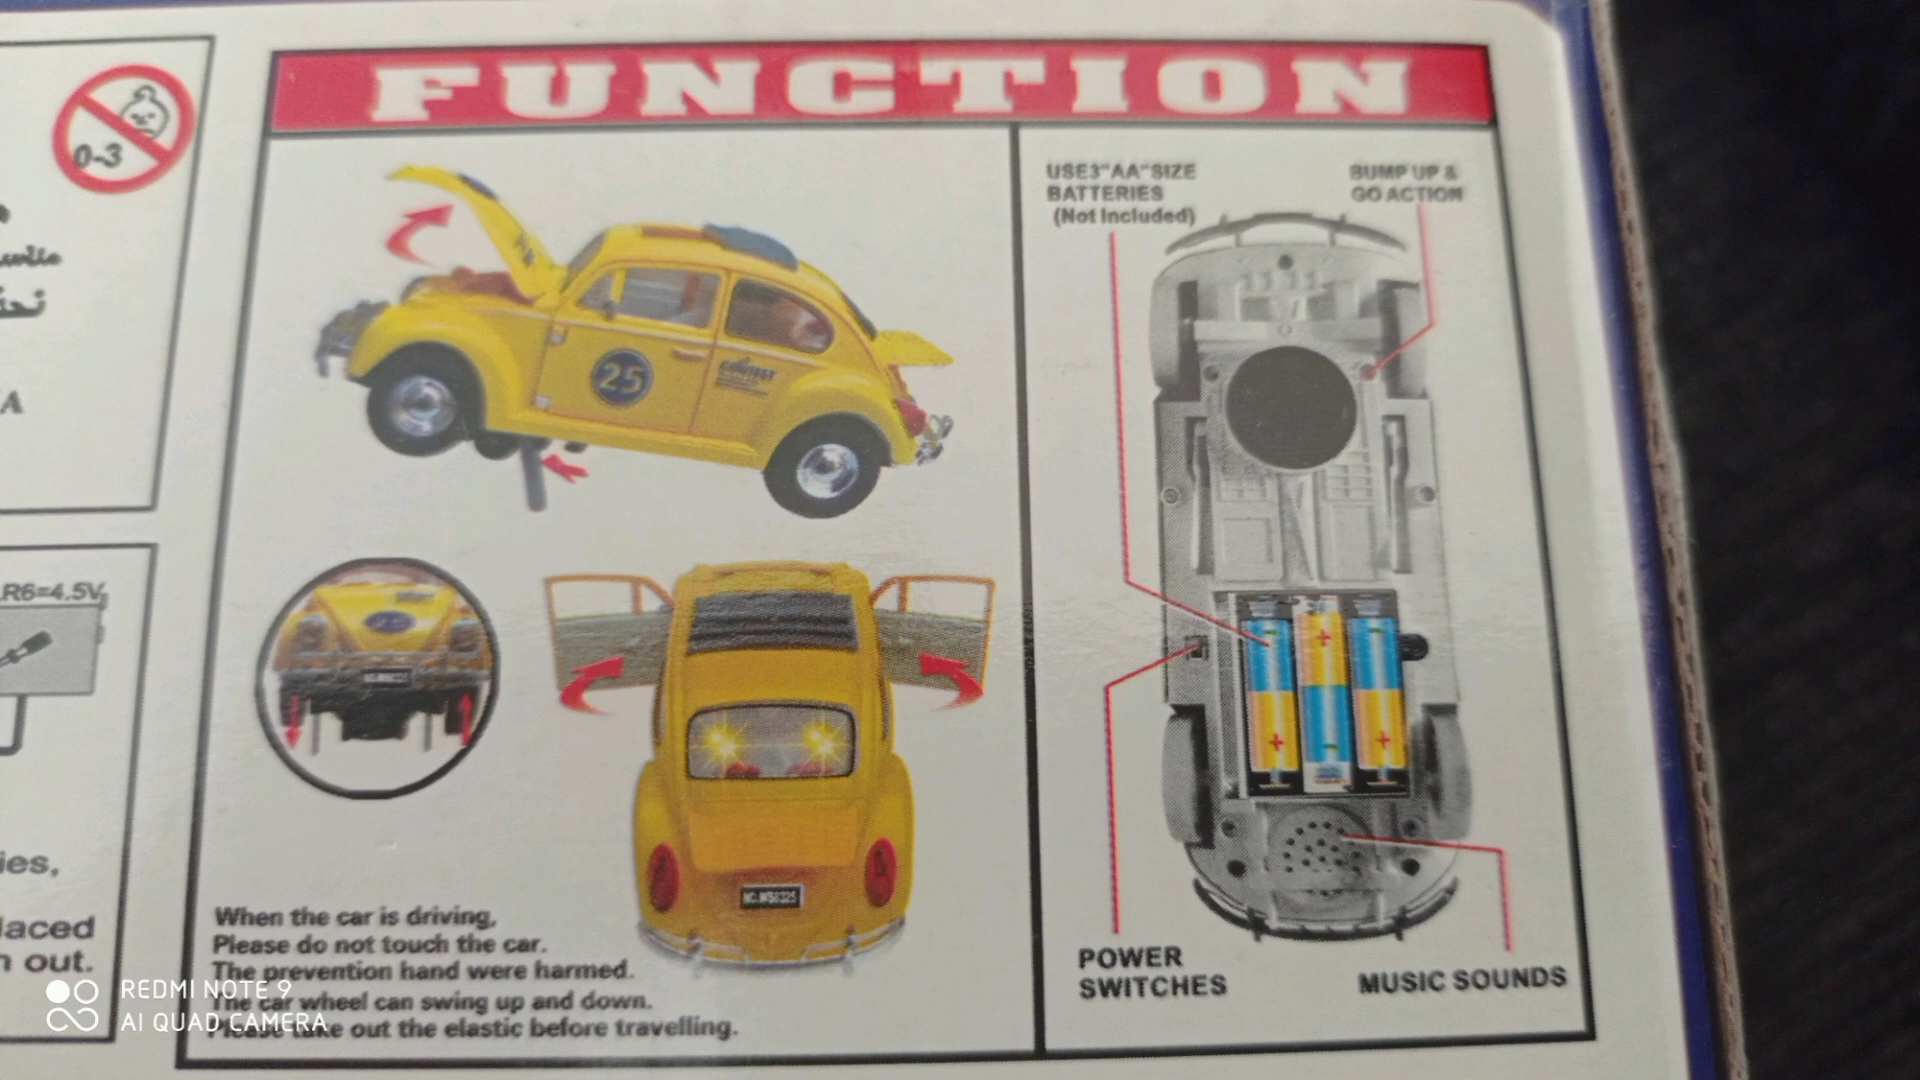 FUNCTION
0-3
A
R6=4.5V
ies,
laced
n out.
25
CONTEST
When the car is driving,
Please do not touch the car.
The prevention hand were harmed.
The car wheel can swing up and down.
Please take out the elastic before travelling.
USE3"AA"SIZE
BATTERIES
(Not Included)
BUMP UP &
GO ACTION
POWER
SWITCHES
MUSIC SOUNDS
REDMI NOTE 9
AI QUAD CAMERA